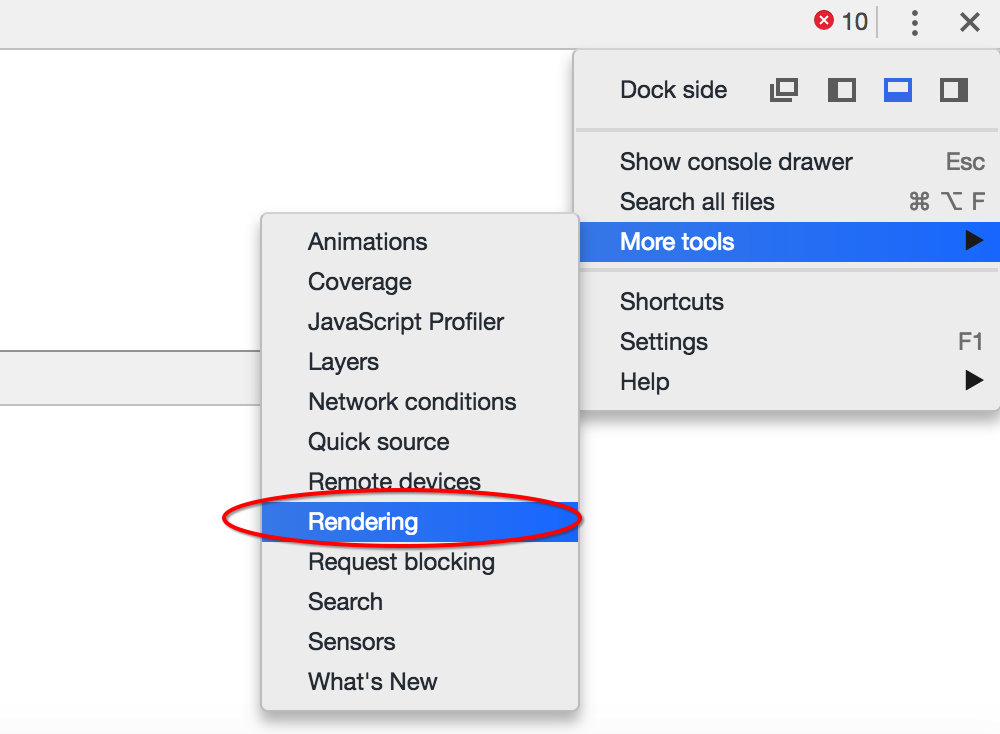 10
Dock side
Show console drawer Esc
Search all files ⌘ ⌥ F
More tools
Shortcuts
Settings F1
Help
Animations
Coverage
JavaScript Profiler
Layers
Network conditions
Quick source
Remote devices
Rendering
Request blocking
Search
Sensors
What's New